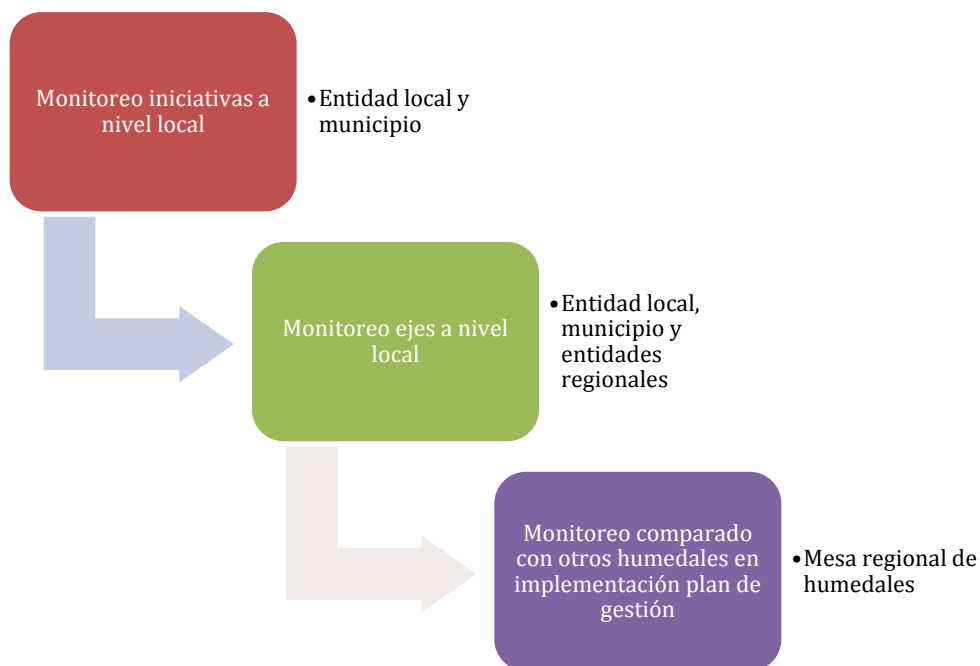 Monitoreo iniciativas a
nivel local
•Entidad local y
municipio
Monitoreo ejes a nivel
local
•Entidad local,
municipio y
entidades
regionales
Monitoreo comparado
con otros humedales en
implementación plan de
gestión
•Mesa regional de
humedales